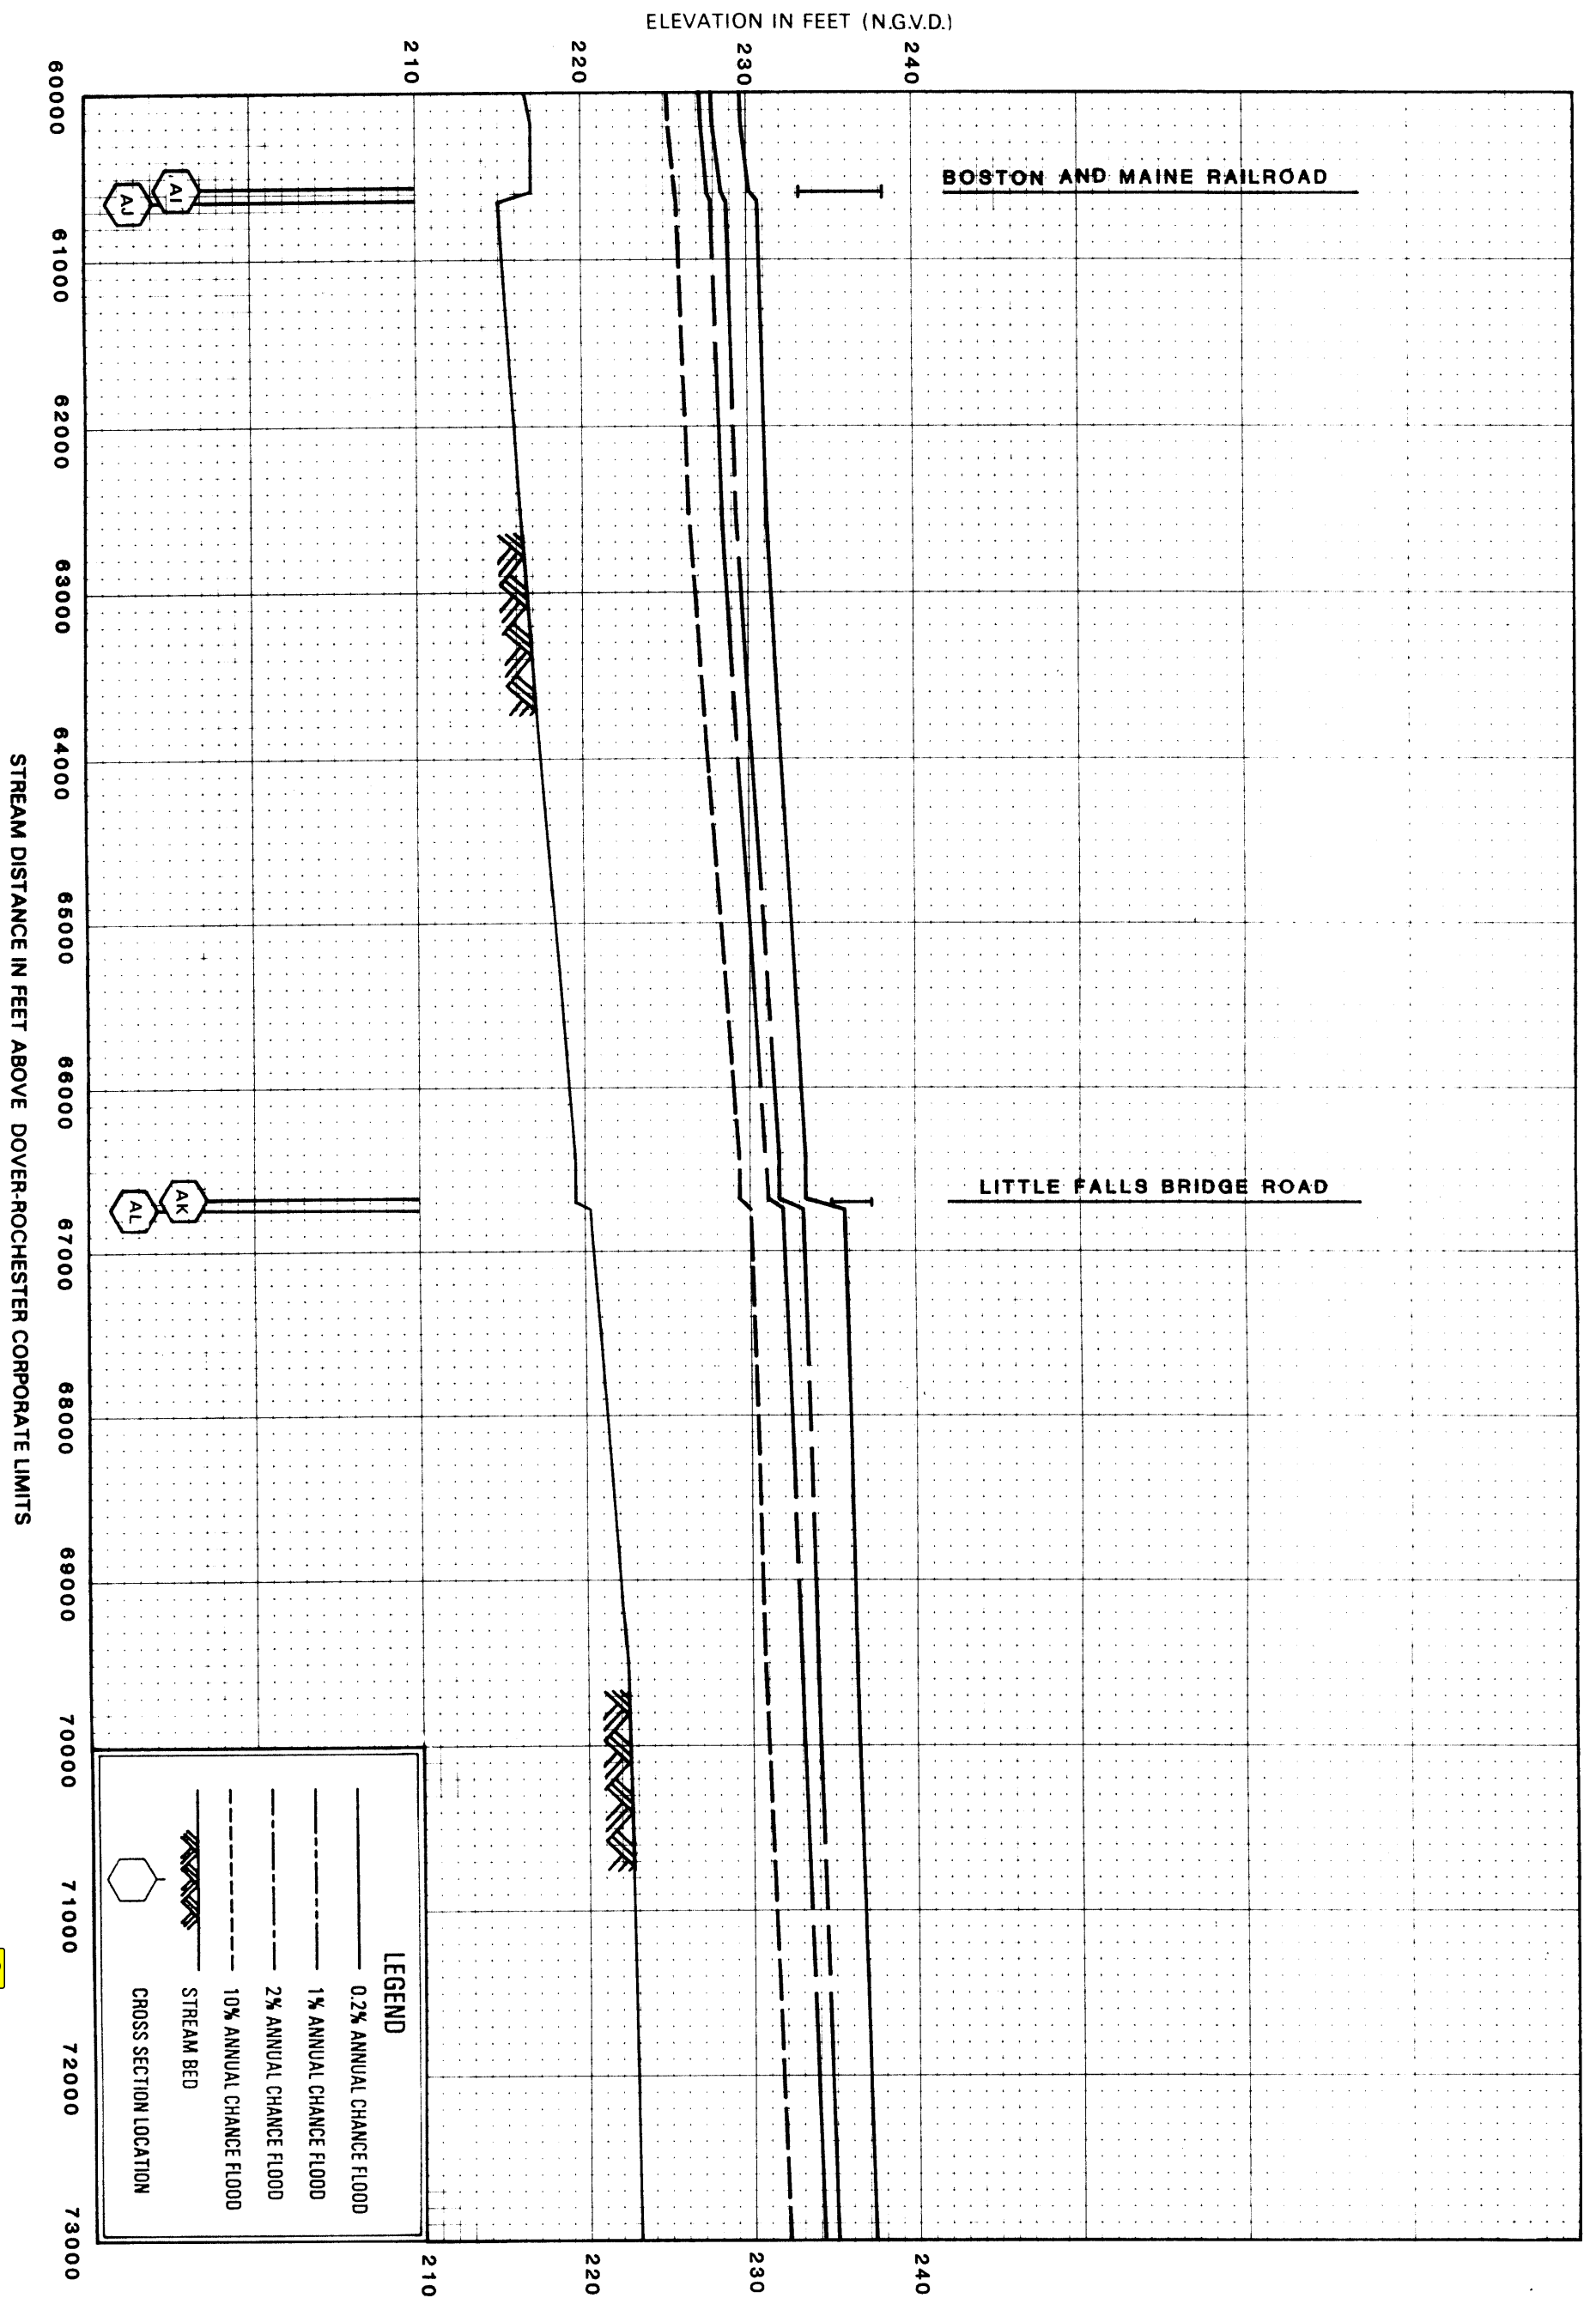 ELEVATION IN FEET (N.G.V.D.)
210
220
230
240
60000
61000
62000
63000
64000
65000
66000
67000
68000
69000
70000
71000
72000
73000
STREAM DISTANCE IN FEET ABOVE DOVER-ROCHESTER CORPORATE LIMITS
BOSTON AND MAINE RAILROAD
LITTLE FALLS BRIDGE ROAD
AI
AJ
AK
AL
LEGEND
0.2% ANNUAL CHANCE FLOOD
1% ANNUAL CHANCE FLOOD
2% ANNUAL CHANCE FLOOD
10% ANNUAL CHANCE FLOOD
STREAM BED
CROSS SECTION LOCATION
210
220
230
240